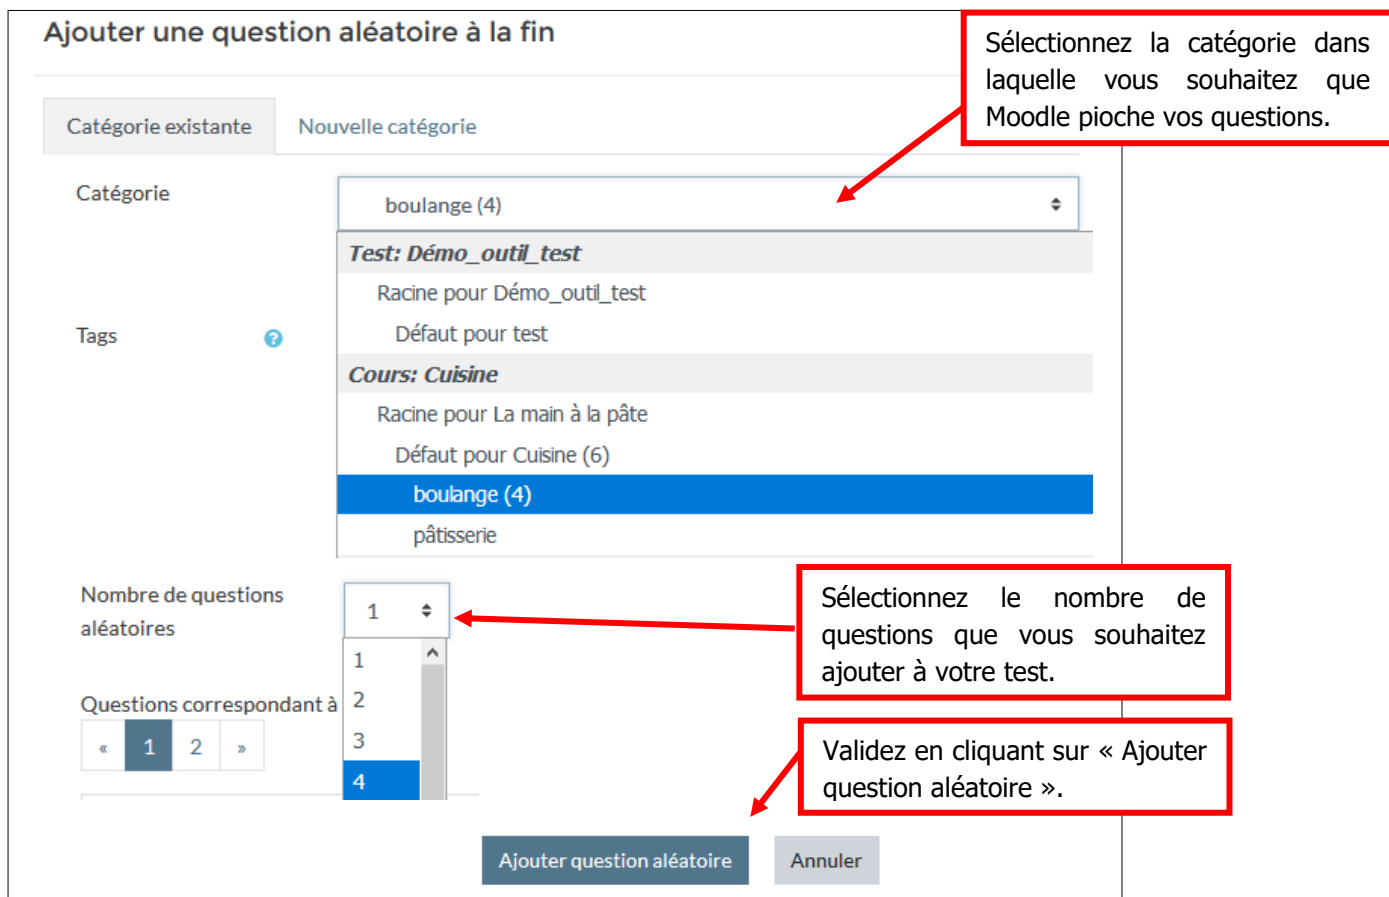 Ajouter une question aléatoire à la fin
Sélectionnez la catégorie dans
laquelle vous souhaitez que
Moodle pioche vos questions.
Catégorie existante
Nouvelle catégorie
Catégorie
boulange (4)
Test: Démo_outil_test
Racine pour Démo_outil_test
Défaut pour test
Tags
Cours: Cuisine
Racine pour La main à la pâte
Défaut pour Cuisine (6)
boulange (4)
pâtisserie
Nombre de questions
aléatoires
1
1
2
3
4
Sélectionnez le nombre de
questions que vous souhaitez
ajouter à votre test.
Questions correspondant à
« 1 2 »
Validez en cliquant sur « Ajouter
question aléatoire ».
Ajouter question aléatoire
Annuler